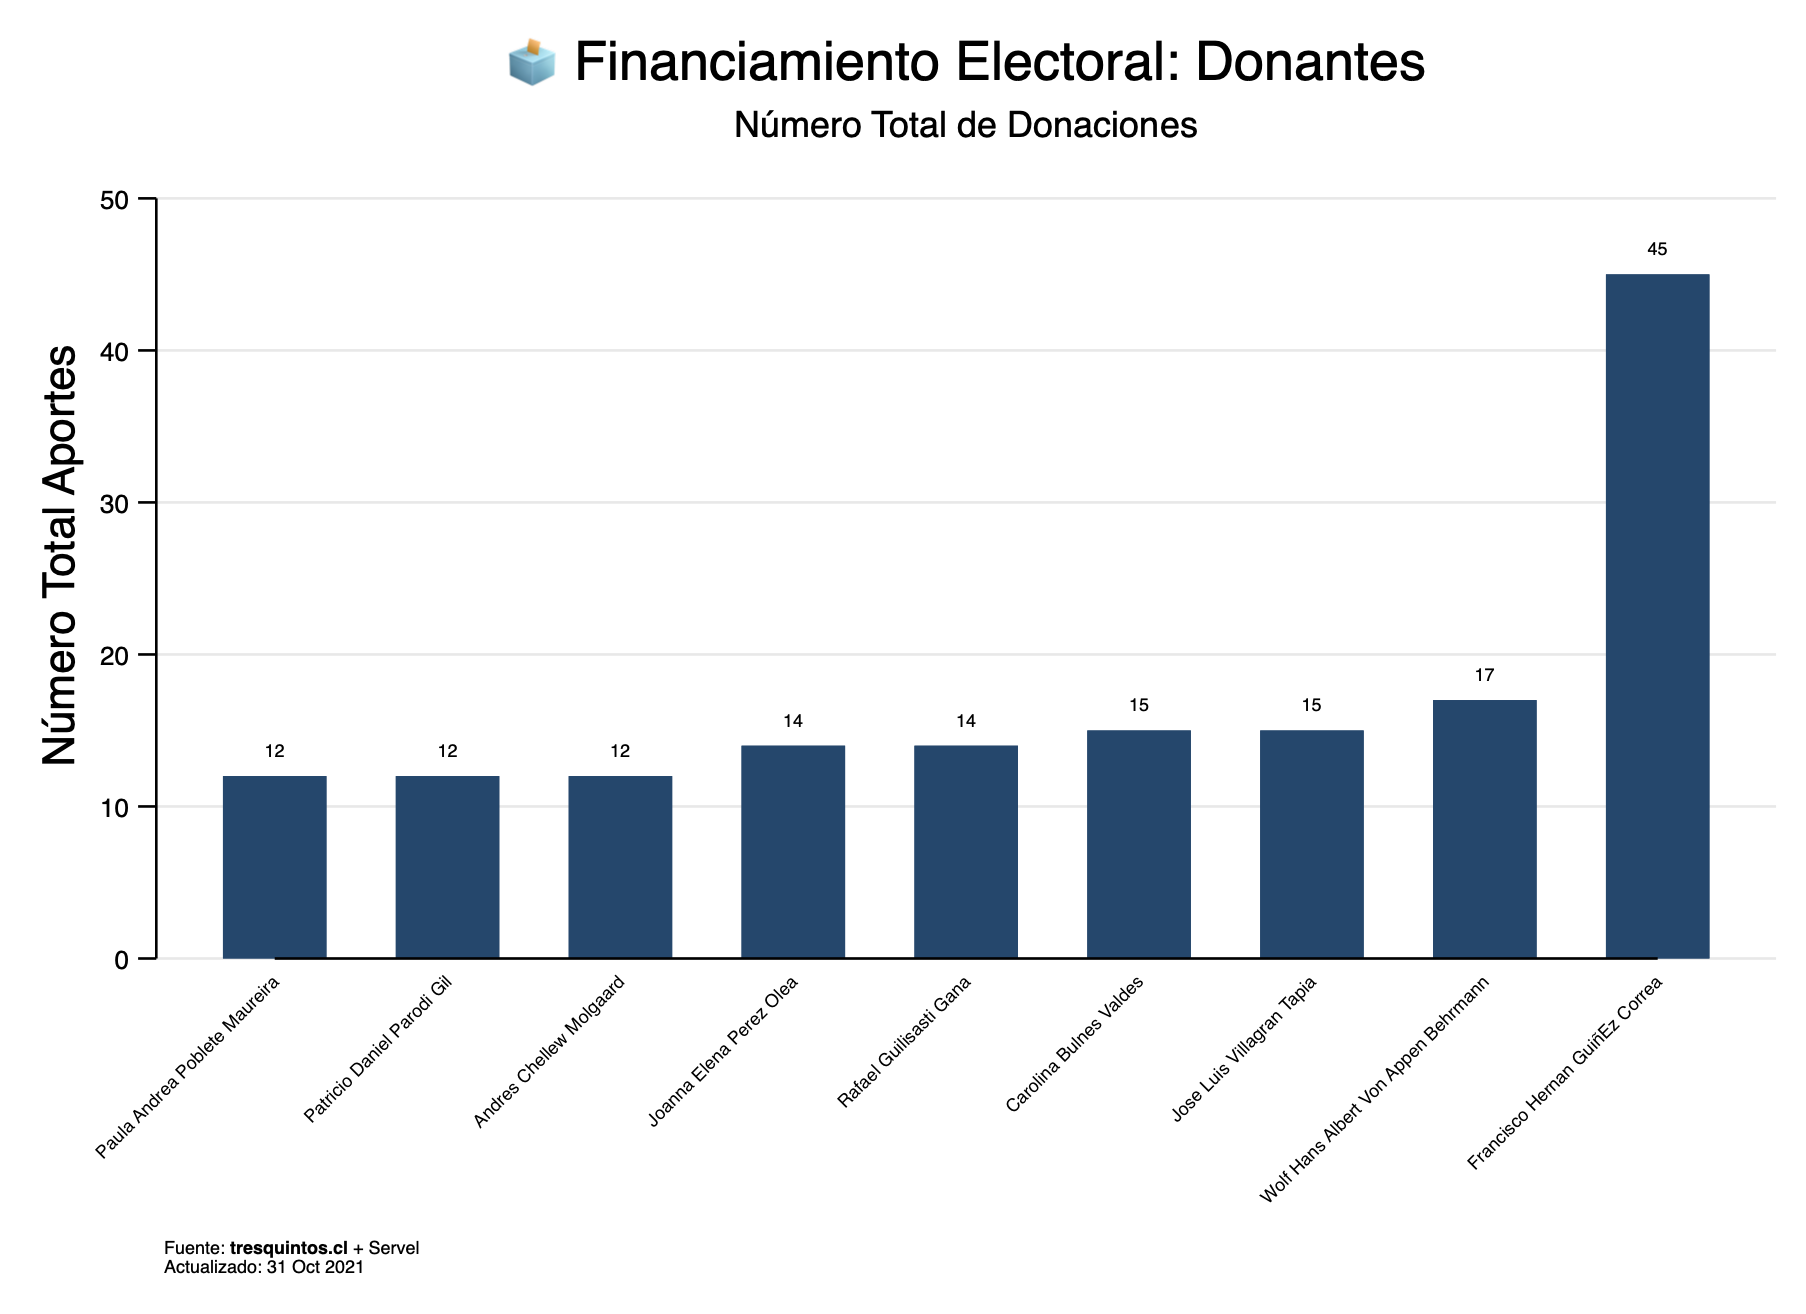 Financiamiento Electoral: Donantes
Número Total de Donaciones
Número Total Aportes
50
40
30
20
10
0
12
12
12
14
14
15
15
17
45
Paula Andrea Poblete Maureira
Patricio Daniel Parodi Gil
Andres Chellew Molgaard
Joanna Elena Perez Olea
Rafael Guilisasti Gana
Carolina Bulnes Valdes
Jose Luis Villagran Tapia
Wolf Hans Albert Von Appen Behrmann
Francisco Hernan GuiñEz Correa
Fuente: tresquintos.cl + Servel
Actualizado: 31 Oct 2021